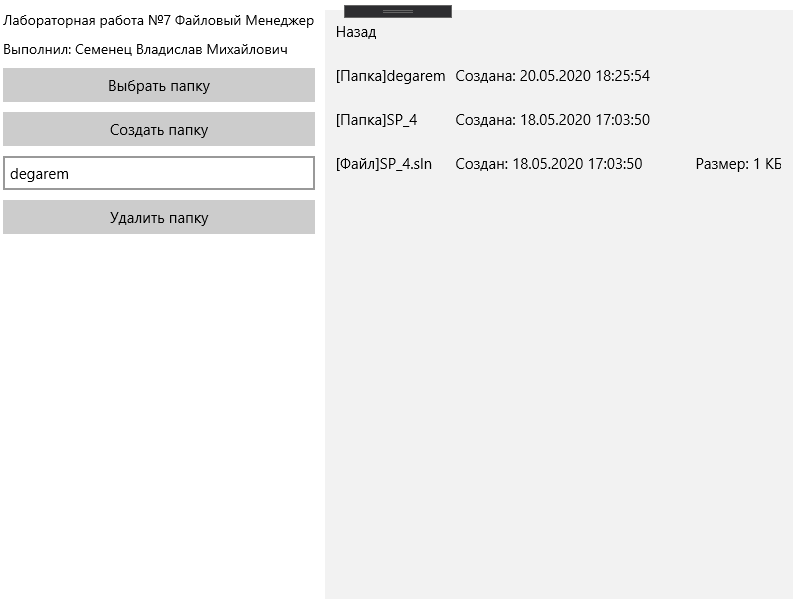 Лабораторная работа №7 Файловый Менеджер
Выполнил: Семенец Владислав Михайлович
Выбрать папку
Создать папку
degarem
Удалить папку
Назад
[Папка]degarem Создана: 20.05.2020 18:25:54
[Папка]SP_4 Создана: 18.05.2020 17:03:50
[Файл]SP_4.sln Создан: 18.05.2020 17:03:50 Размер: 1 КБ